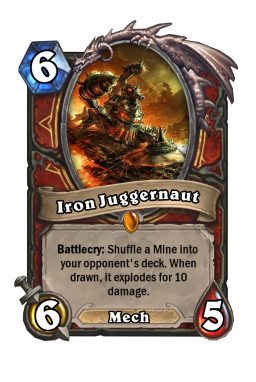 6
Iron Juggernaut
Battlecry: Shuffle a Mine into
your opponent's deck. When
drawn, it explodes for 10
damage.
6
Mech
5